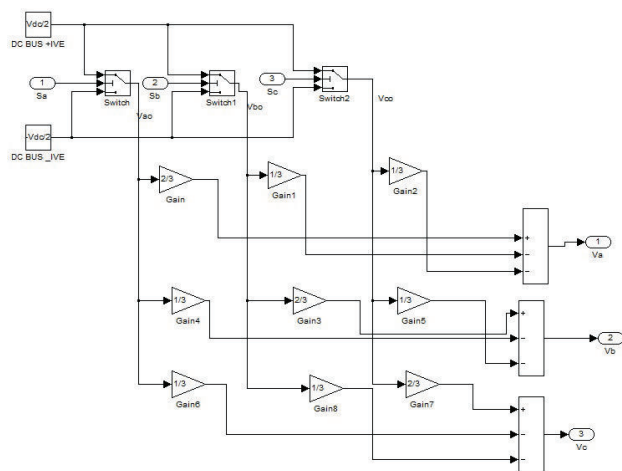 Vdc/2
DC BUS +IVE
1
Sa
Switch
Vao
2
Sb
Switch1
Vbo
3
Sc
Switch2
Vco
-Vdc/2
DC BUS _IVE
2/3
Gain
1/3
Gain1
1/3
Gain2
+
−
−
1
Va
1/3
Gain4
2/3
Gain3
1/3
Gain5
+
−
−
2
Vb
1/3
Gain6
1/3
Gain8
2/3
Gain7
+
−
−
3
Vc